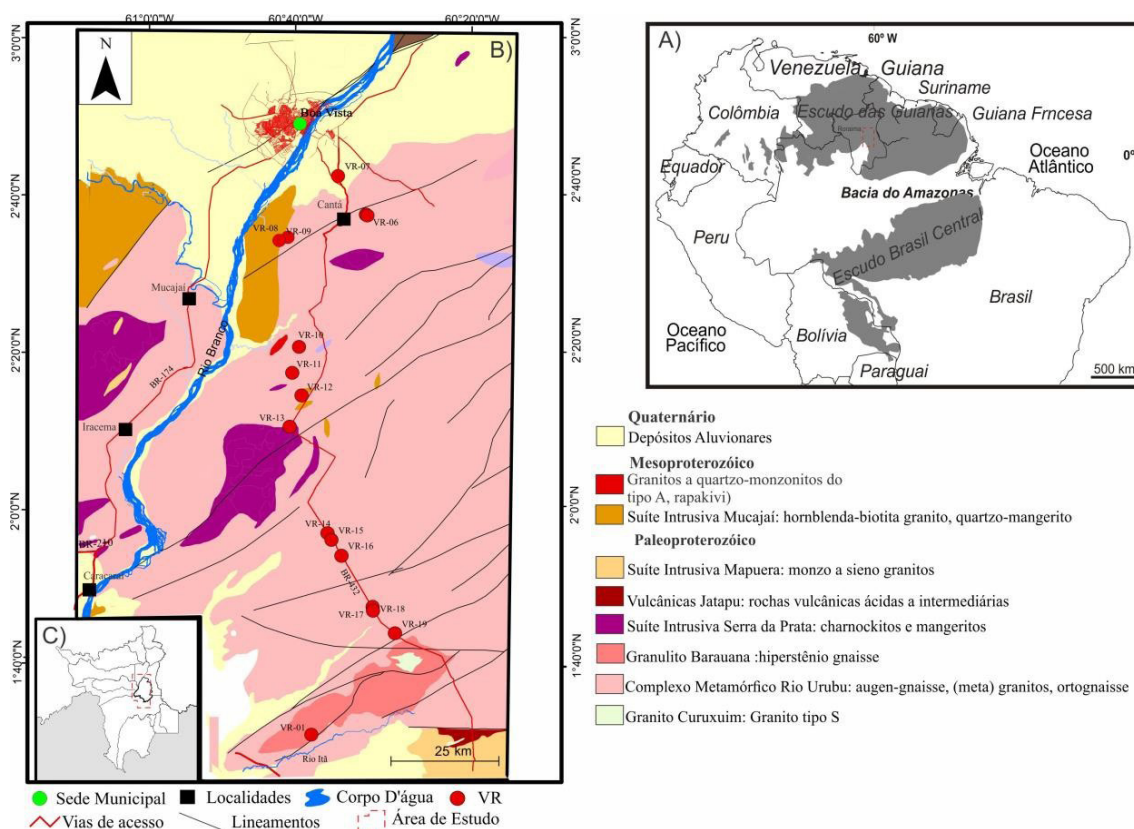 61°00"W
60°40"W
60°20"W
3°0'0"N
2°40'0"N
2°20'0"N
2°0'0"N
1°40'0"N
3°0'0"N
2°40'0"N
2°20'0"N
2°0'0"N
1°40'0"N
N
B)
Boa Vista
VR-07
Cantá
VR-06
VR-08
VR-09
Mucajaí
Rio Branco
VR-10
VR-11
BR-174
VR-12
VR-13
Iracema
VR-14
VR-15
VR-16
BR-210
Caracaraí
BR-432
VR-18
VR-17
VR-19
VR-01
Rio Itã
25 km
C)
A)
60º W
Venezuela
Guiana
Suriname
Colômbia
Escudo das Guianas
Guiana Frncesa
Roraima
0º
Equador
Oceano
Atlântico
Bacia do Amazonas
Peru
Escudo Brasil Central
Brasil
Oceano
Pacífico
Bolívia
Paraguai
500 km
Quaternário
Depósitos Aluvionares
Mesoproterozóico
Granitos a quartzo-monzonitos do
tipo A, rapakivi)
Suíte Intrusiva Mucajaí: hornblenda-biotita granito, quartzo-mangerito
Paleoproterozóico
Suíte Intrusiva Mapuera: monzo a sieno granitos
Vulcânicas Jatapu: rochas vulcânicas ácidas a intermediárias
Suíte Intrusiva Serra da Prata: charnockitos e mangeritos
Granulito Barauana :hiperstênio gnaisse
Complexo Metamórfico Rio Urubu: augen-gnaisse, (meta) granitos, ortognaisse
Granito Curuxuim: Granito tipo S
Sede Municipal
Localidades
Corpo D'água
VR
Vias de acesso
Lineamentos
Área de Estudo